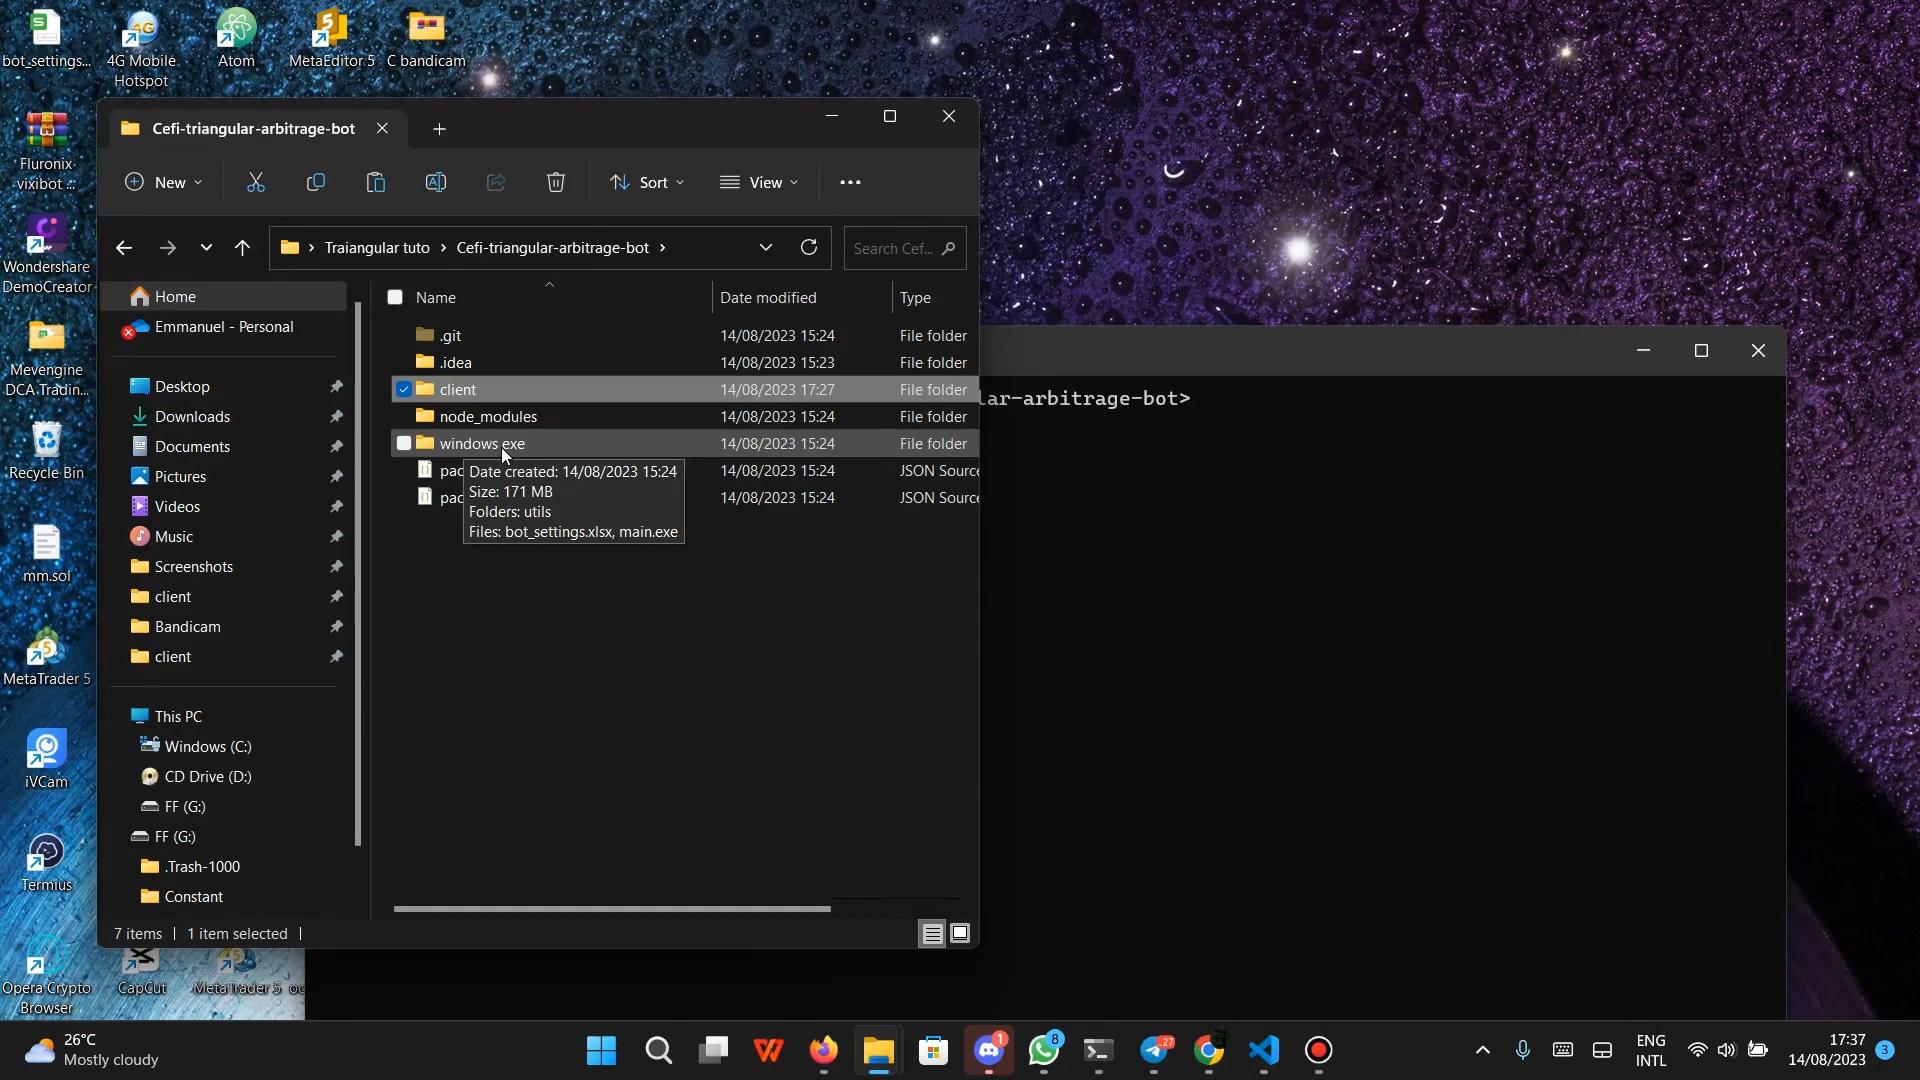 bot_settings...
4G Mobile
Hotspot
Atom
MetaEditor 5
C bandicam
Fluronix
vixibot ...
Wondershare
DemoCreator
Mevengine
DCA Tradin...
Recycle Bin
mm.sol
MetaTrader 5
iVCam
Termius
Opera Crypto
Browser
CapCut
MetaTrader 5
Cefi-triangular-arbitrage-bot
New
Sort
View
Traiangular tuto
Cefi-triangular-arbitrage-bot
Search Cef...
Home
Emmanuel - Personal
Desktop
Downloads
Documents
Pictures
Videos
Music
Screenshots
client
Bandicam
client
This PC
Windows (C:)
CD Drive (D:)
FF (G:)
FF (G:)
.Trash-1000
Constant
Name Date modified Type
.git 14/08/2023 15:24 File folder
.idea 14/08/2023 15:23 File folder
client 14/08/2023 17:27 File folder
node_modules 14/08/2023 15:24 File folder
windows exe 14/08/2023 15:24 File folder
14/08/2023 15:24 JSON Source
14/08/2023 15:24 JSON Source
Date created: 14/08/2023 15:24
Size: 171 MB
Folders: utils
Files: bot_settings.xlsx, main.exe
7 items
1 item selected
lar-arbitrage-bot>
26°C
Mostly cloudy
1
8
27
ENG
INTL
17:37
14/08/2023
3